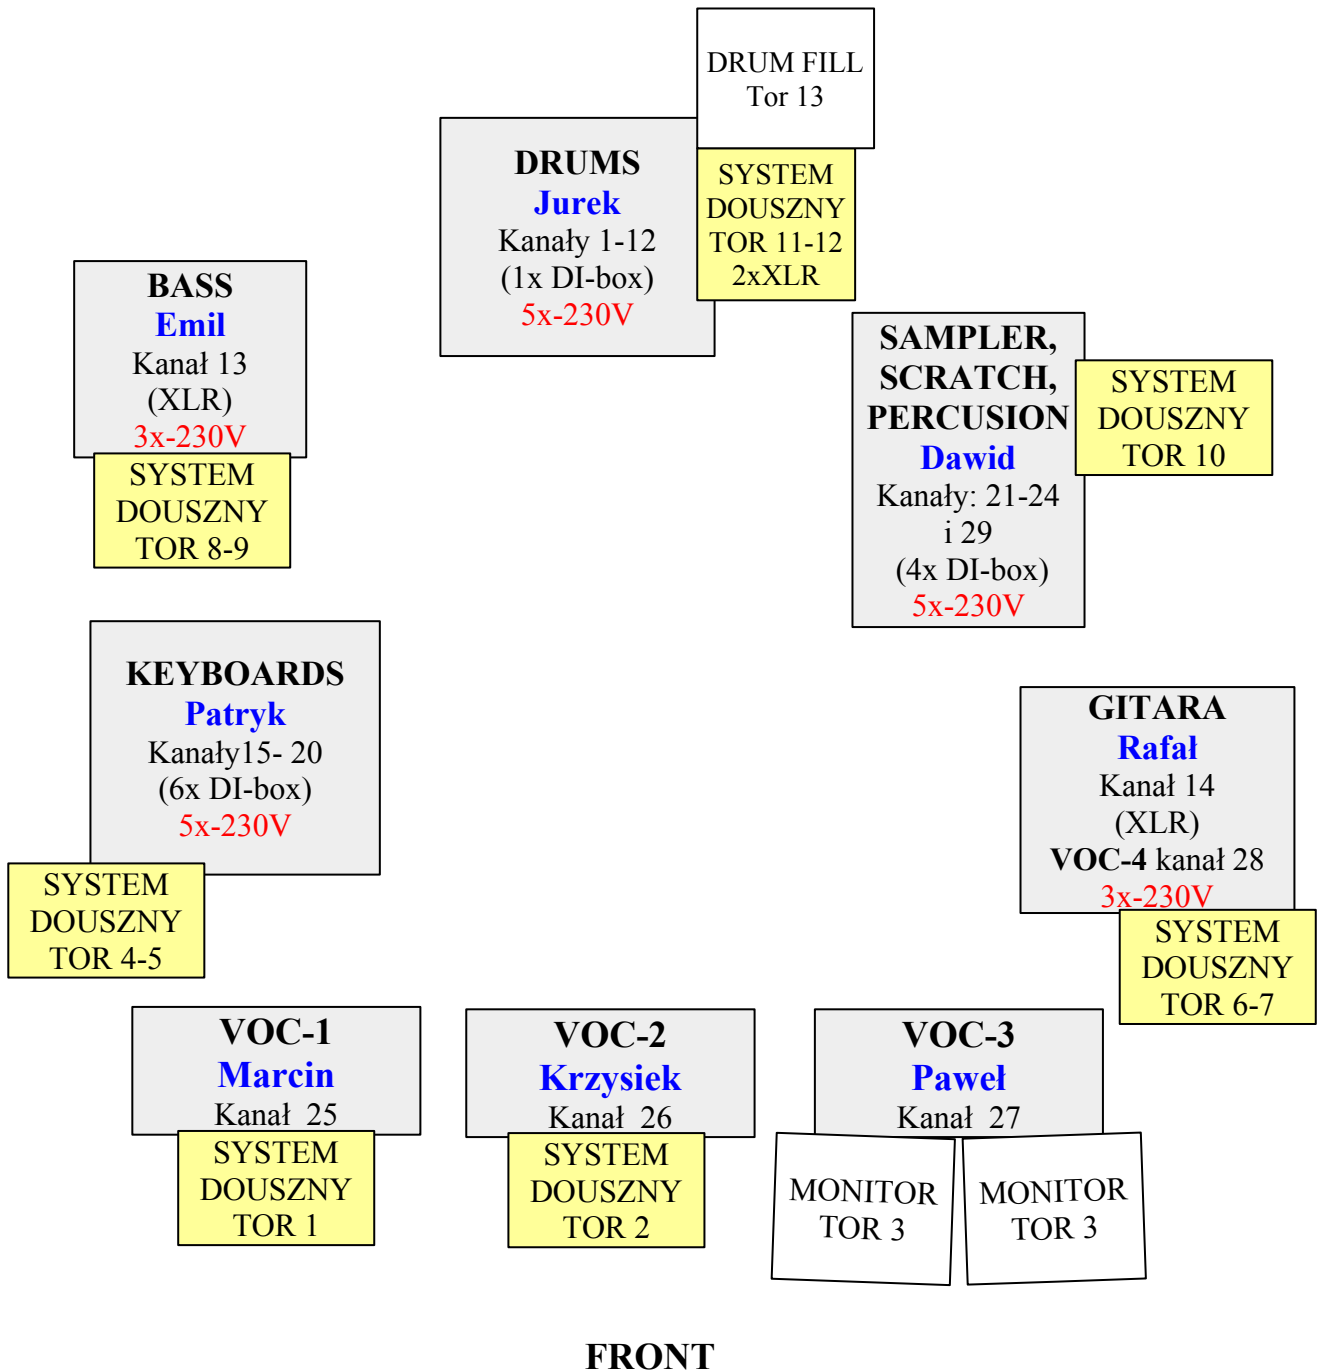 DRUM FILL
Tor 13
DRUMS
Jurek
Kanały 1-12
(1x DI-box)
5x-230V
SYSTEM
DOUSZNY
TOR 11-12
2xXLR
BASS
Emil
Kanał 13
(XLR)
3x-230V
SYSTEM
DOUSZNY
TOR 8-9
SAMPLER,
SCRATCH,
PERCUSION
Dawid
Kanały: 21-24
i 29
(4x DI-box)
5x-230V
SYSTEM
DOUSZNY
TOR 10
KEYBOARDS
Patryk
Kanały15- 20
(6x DI-box)
5x-230V
SYSTEM
DOUSZNY
TOR 4-5
GITARA
Rafał
Kanał 14
(XLR)
VOC-4 kanał 28
3x-230V
SYSTEM
DOUSZNY
TOR 6-7
VOC-1
Marcin
Kanał  25
SYSTEM
DOUSZNY
TOR 1
VOC-2
Krzysiek
Kanał  26
SYSTEM
DOUSZNY
TOR 2
VOC-3
Paweł
Kanał  27
MONITOR
TOR 3
MONITOR
TOR 3
FRONT